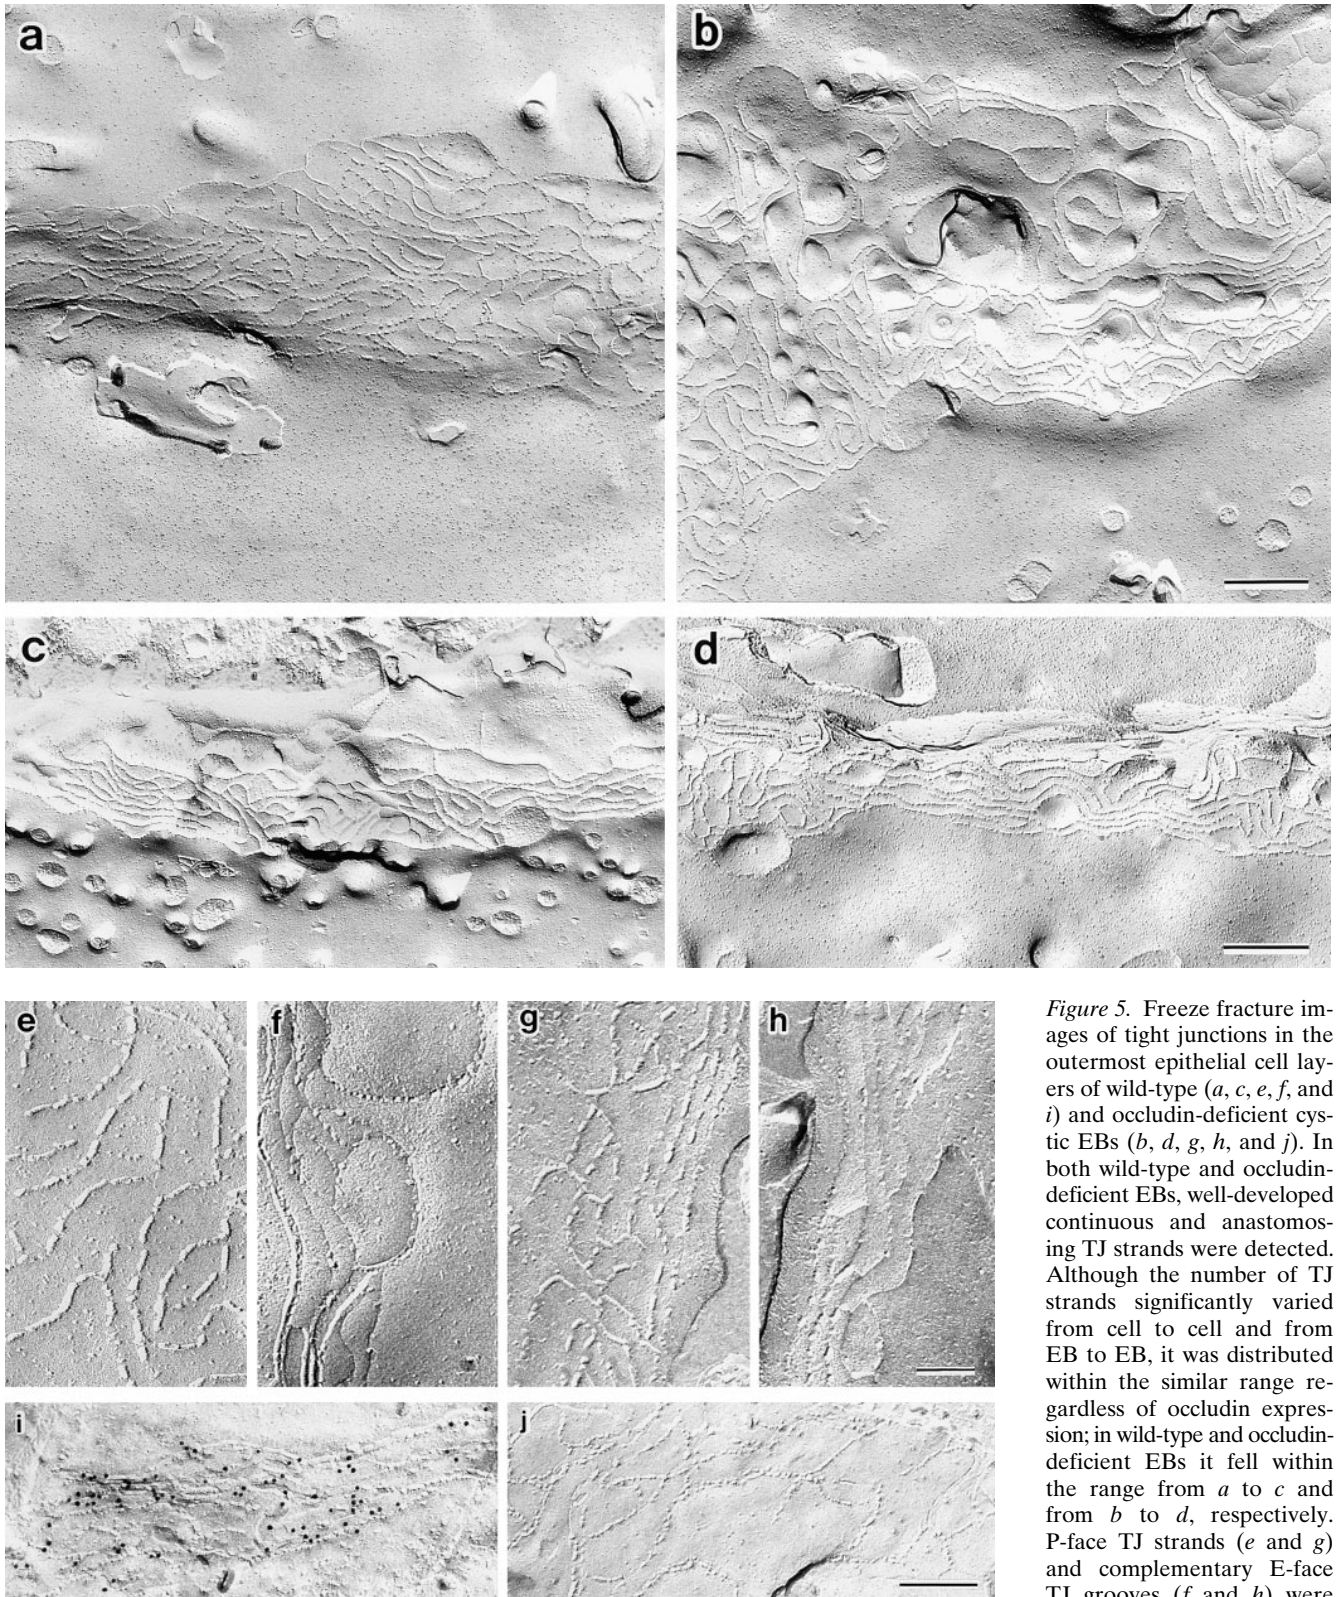 a
b
c
d
e
f
g
h
i
j
Figure 5. Freeze fracture im-
ages of tight junctions in the
outermost epithelial cell lay-
ers of wild-type (a, c, e, f, and
i) and occludin-deficient cys-
tic EBs (b, d, g, h, and j). In
both wild-type and occludin-
deficient EBs, well-developed
continuous and anastomos-
ing TJ strands were detected.
Although the number of TJ
strands significantly varied
from cell to cell and from
EB to EB, it was distributed
within the similar range re-
gardless of occludin expres-
sion; in wild-type and occludin-
deficient EBs it fell within
the range from a to c and
from b to d, respectively.
P-face TJ strands (e and g)
and complementary E-face
TJ grooves (f and h) were